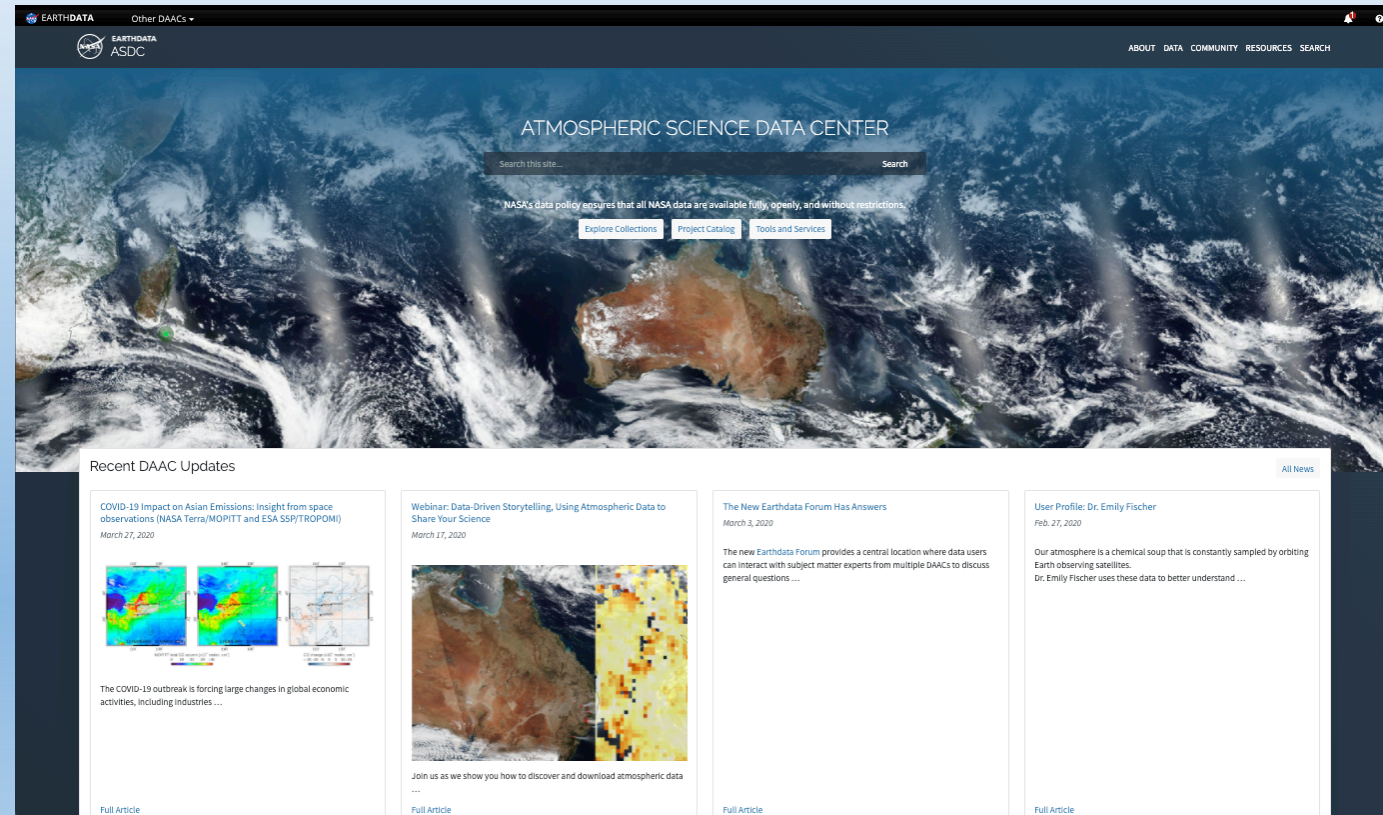 EARTHDATA
Other DAACs
1
NASA
EARTHDATA
ASDC
ABOUT DATA COMMUNITY RESOURCES SEARCH
ATMOSPHERIC SCIENCE DATA CENTER
Search this site...
Search
NASA's data policy ensures that all NASA data are available fully, openly, and without restrictions.
Explore Collections
Project Catalog
Tools and Services
Recent DAAC Updates
All News
COVID-19 Impact on Asian Emissions: Insight from space
observations (NASA Terra/MOPITT and ESA S5P/TROPOMI)
March 27, 2020
The COVID-19 outbreak is forcing large changes in global economic
activities, including industries …
Full Article
Webinar: Data-Driven Storytelling, Using Atmospheric Data to
Share Your Science
March 17, 2020
Join us as we show you how to discover and download atmospheric data
…
Full Article
The New Earthdata Forum Has Answers
March 3, 2020
The new Earthdata Forum provides a central location where data users
can interact with subject matter experts from multiple DAACs to discuss
general questions …
Full Article
User Profile: Dr. Emily Fischer
Feb. 27, 2020
Our atmosphere is a chemical soup that is constantly sampled by orbiting
Earth observing satellites.
Dr. Emily Fischer uses these data to better understand …
Full Article